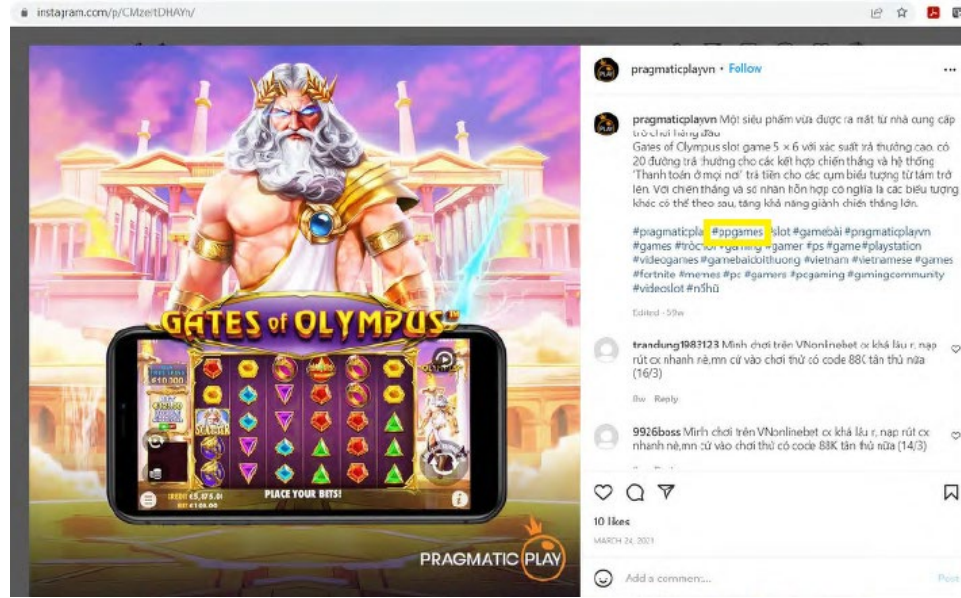 instagram.com/p/CMzeItDHAYn/
pragmaticplayvn • Follow
pragmaticplayvn Một siêu phẩm vừa được ra mắt từ nhà cung cấp
trò chơi hàng đầu
Gates of Olympus slot game 5 × 6 với xác suất trả thưởng cao. có
20 đường trả thưởng cho các kết hợp chiến thắng và hệ thống
'Thanh toán ở mọi nơi' trả tiền cho các cụm biểu tượng từ tám trở
lên. Với chiến thắng và số nhân hỗn hợp có nghĩa là các biểu tượng
khác có thể theo sau, tăng khả năng giành chiến thắng lớn.
#pragmaticpla #ppgames #slot #gamebài #pragmaticplayvn
#games #tròchơi #gaming #gamer #ps #game#playstation
#videogames #gamebaidoithuong #vietnam #vietnamese #games
#fortnite #memes #pc #gamers #pcgaming #gamingcommunity
#videoslot #nổhũ
Edited · 59w
trandung1983123 Mình chơi trên VNonlinebet cx khá lâu r, nạp
rút cx nhanh nè,mn cứ vào chơi thử có code 88K tân thủ nữa
(16/3)
8w Reply
9926boss Mình chơi trên VNonlinebet cx khá lâu r, nạp rút cx
nhanh nè,mn cứ vào chơi thử có code 88K tân thủ nữa (14/3)
10 likes
MARCH 24, 2021
Add a comment...
Post
GATES of OLYMPUS™
SCATTER
PLACE YOUR BETS!
PRAGMATIC PLAY